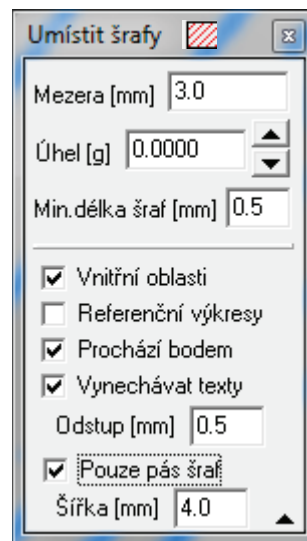 Umístit šrafy
Mezera [mm] 3.0
Úhel [g] 0.0000
Min.délka šraf [mm] 0.5
Vnitřní oblasti
Referenční výkresy
Prochází bodem
Vynechávat texty
Odstup [mm] 0.5
Pouze pás šraf
Šířka [mm] 4.0